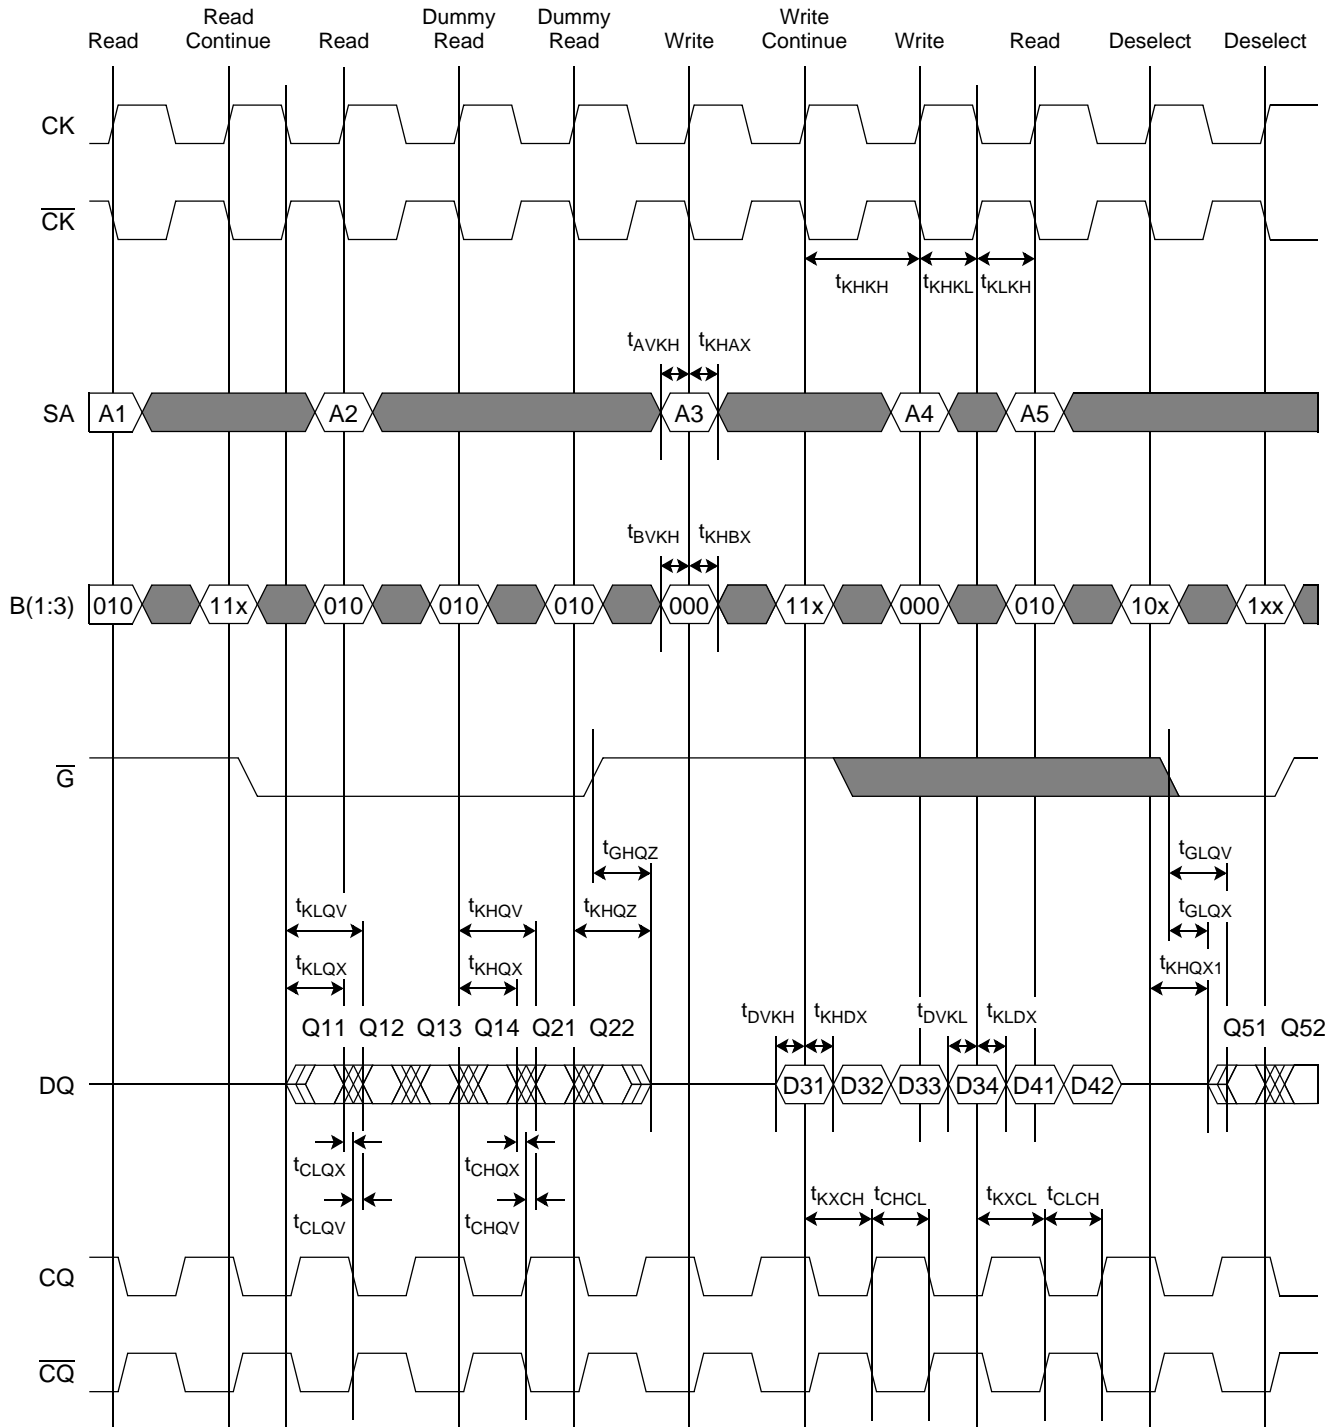 Read Read Continue Read Dummy Read Dummy Read Write Write Continue Write Read Deselect Deselect
CK
C̅K̅
tKHKH tKHKL tKLKH
tAVKH tKHAX
SA A1 A2 A3 A4 A5
tBVKH tKHBX
B(1:3) 010 11x 010 010 010 000 11x 000 010 10x 1xx
G̅
tGHQZ tGLQV
tKLQV tKHQV tKHQZ tGLQX
tKLQX tKHQX tKHQX1
tDVKH tKHDX tDVKL tKLDX
Q11 Q12 Q13 Q14 Q21 Q22 Q51 Q52
DQ D31 D32 D33 D34 D41 D42
tCLQX tCHQX
tCLQV tCHQV tKXCH tCHCL tKXCL tCLCH
CQ
C̅Q̅